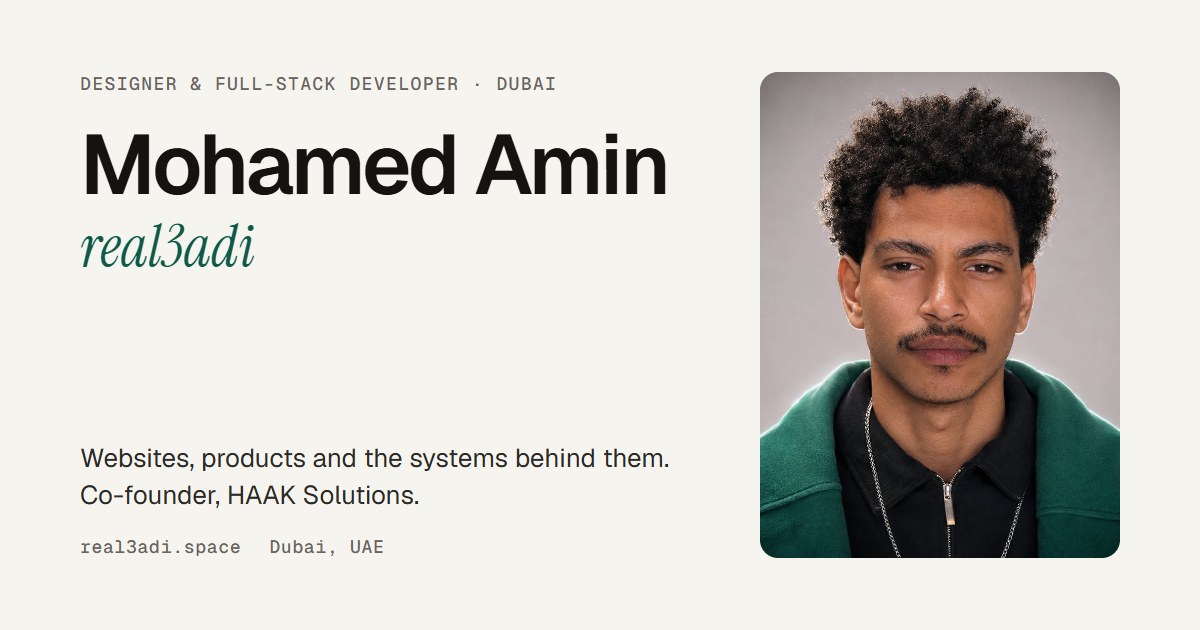 DESIGNER & FULL-STACK DEVELOPER · DUBAI
Mohamed Amin
real3adi
Websites, products and the systems behind them.
Co-founder, HAAK Solutions.
real3adi.space Dubai, UAE